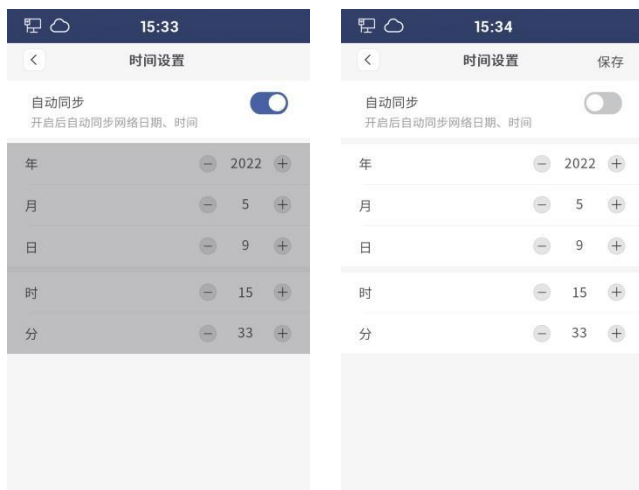 15:33
时间设置
自动同步
开启后自动同步网络日期、时间
年 − 2022 +
月 − 5 +
日 − 9 +
时 − 15 +
分 − 33 +
15:34
时间设置 保存
自动同步
开启后自动同步网络日期、时间
年 − 2022 +
月 − 5 +
日 − 9 +
时 − 15 +
分 − 33 +